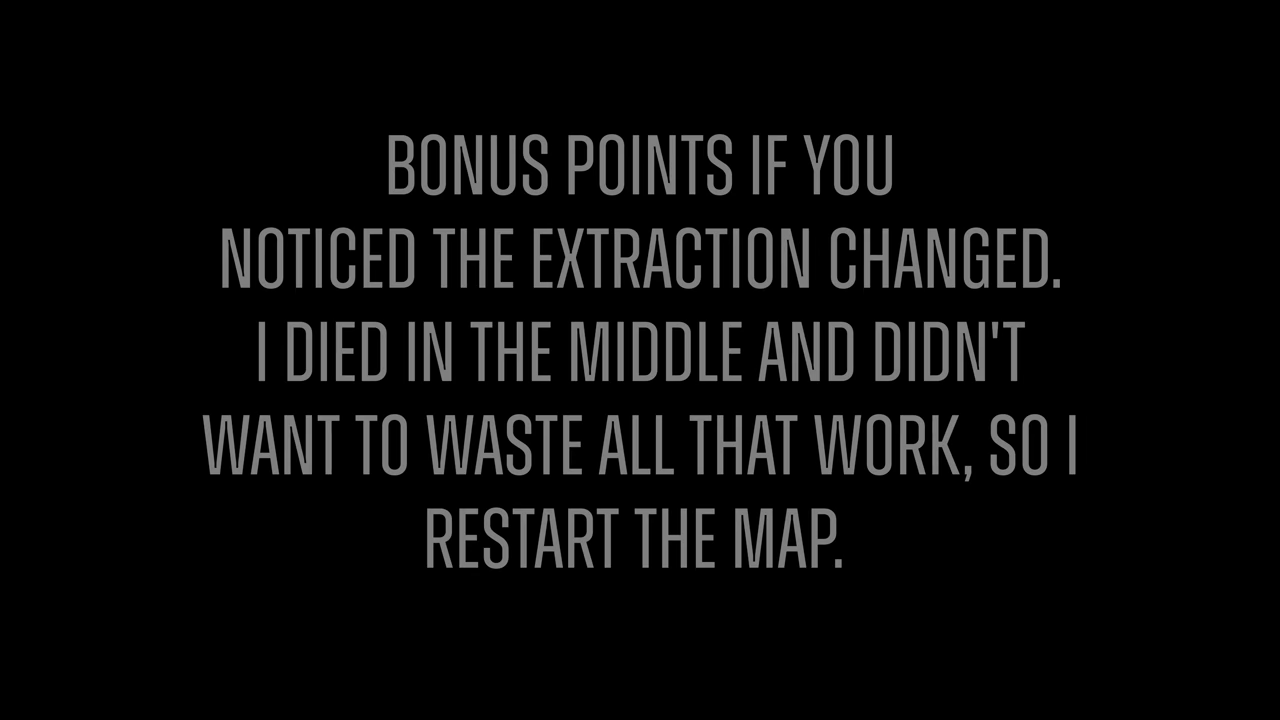 BONUS POINTS IF YOU
NOTICED THE EXTRACTION CHANGED.
I DIED IN THE MIDDLE AND DIDN'T
WANT TO WASTE ALL THAT WORK, SO I
RESTART THE MAP.